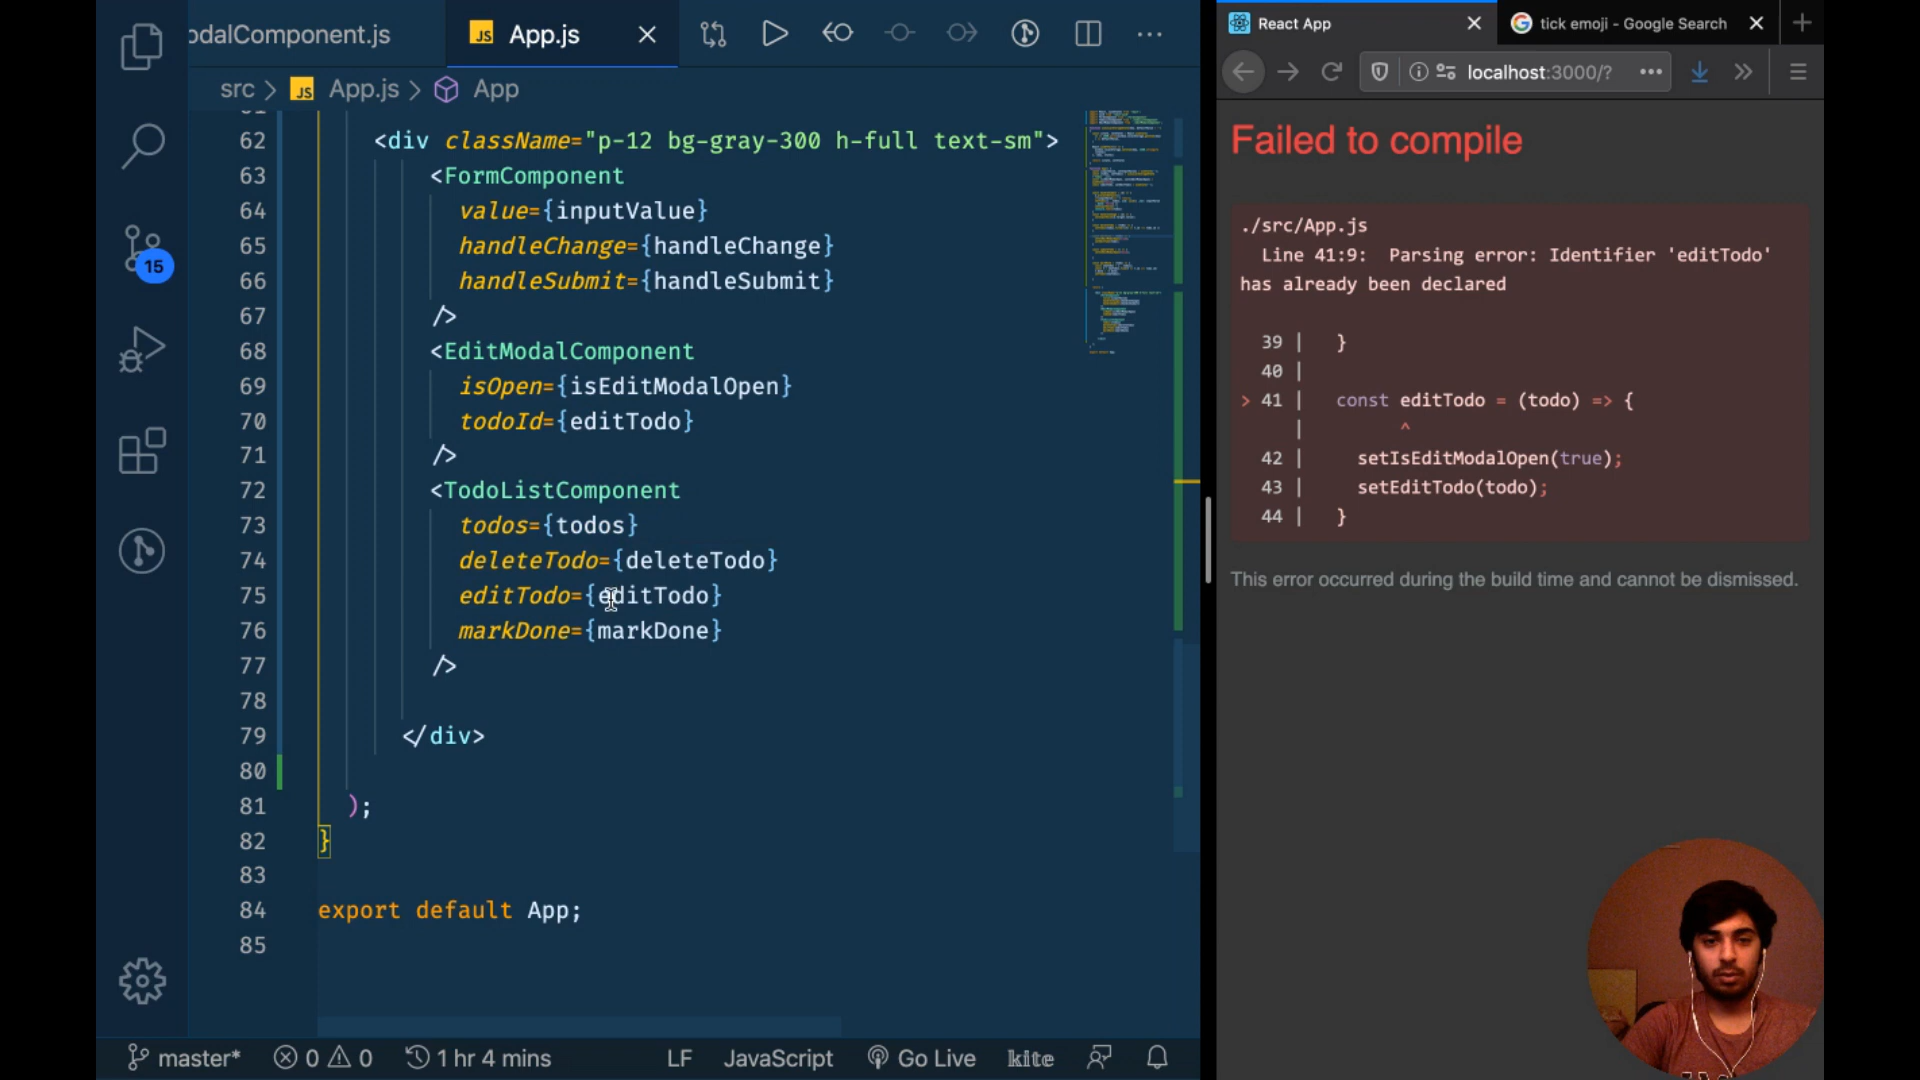 odalComponent.js
JS App.js
src > JS App.js > App
62 <div className="p-12 bg-gray-300 h-full text-sm">
63 <FormComponent
64 value={inputValue}
65 handleChange={handleChange}
66 handleSubmit={handleSubmit}
67 />
68 <EditModalComponent
69 isOpen={isEditModalOpen}
70 todoId={editTodo}
71 />
72 <TodoListComponent
73 todos={todos}
74 deleteTodo={deleteTodo}
75 editTodo={editTodo}
76 markDone={markDone}
77 />
78
79 </div>
80
81 );
82 }
83
84 export default App;
85
15
master* 0 0 1 hr 4 mins LF JavaScript Go Live kite
React App
tick emoji - Google Search
localhost:3000/?
Failed to compile
./src/App.js
Line 41:9: Parsing error: Identifier 'editTodo'
has already been declared
39 | }
40 |
> 41 | const editTodo = (todo) => {
| ^
42 | setIsEditModalOpen(true);
43 | setEditTodo(todo);
44 | }
This error occurred during the build time and cannot be dismissed.